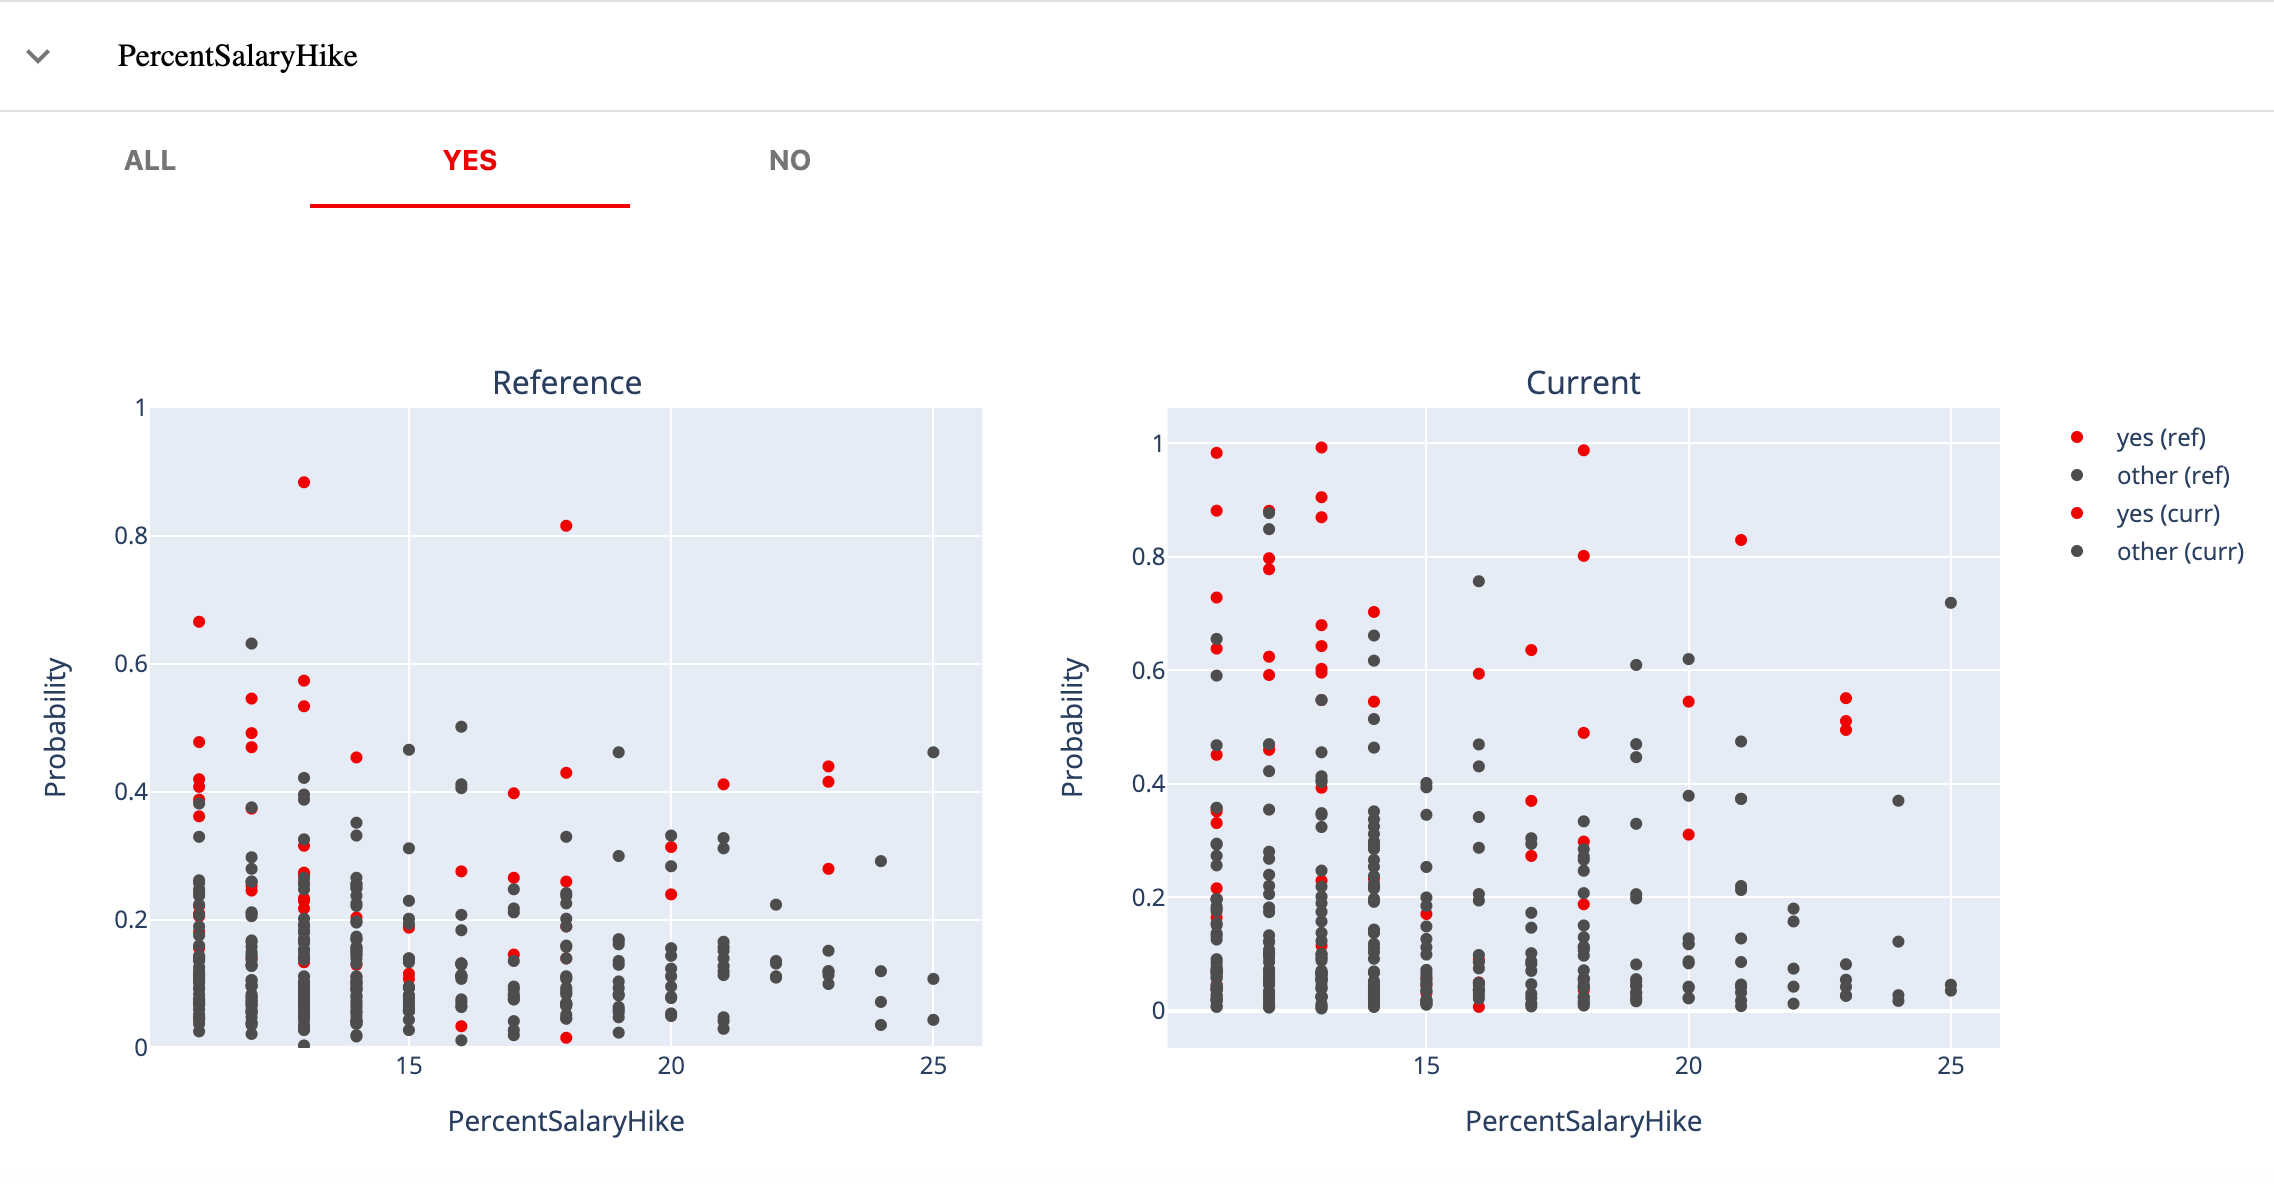 PercentSalaryHike
ALL YES NO
Reference Current
1
0.8
0.6
0.4
0.2
0
Probability
15 20 25
PercentSalaryHike
1
0.8
0.6
0.4
0.2
0
Probability
15 20 25
PercentSalaryHike
yes (ref)
other (ref)
yes (curr)
other (curr)